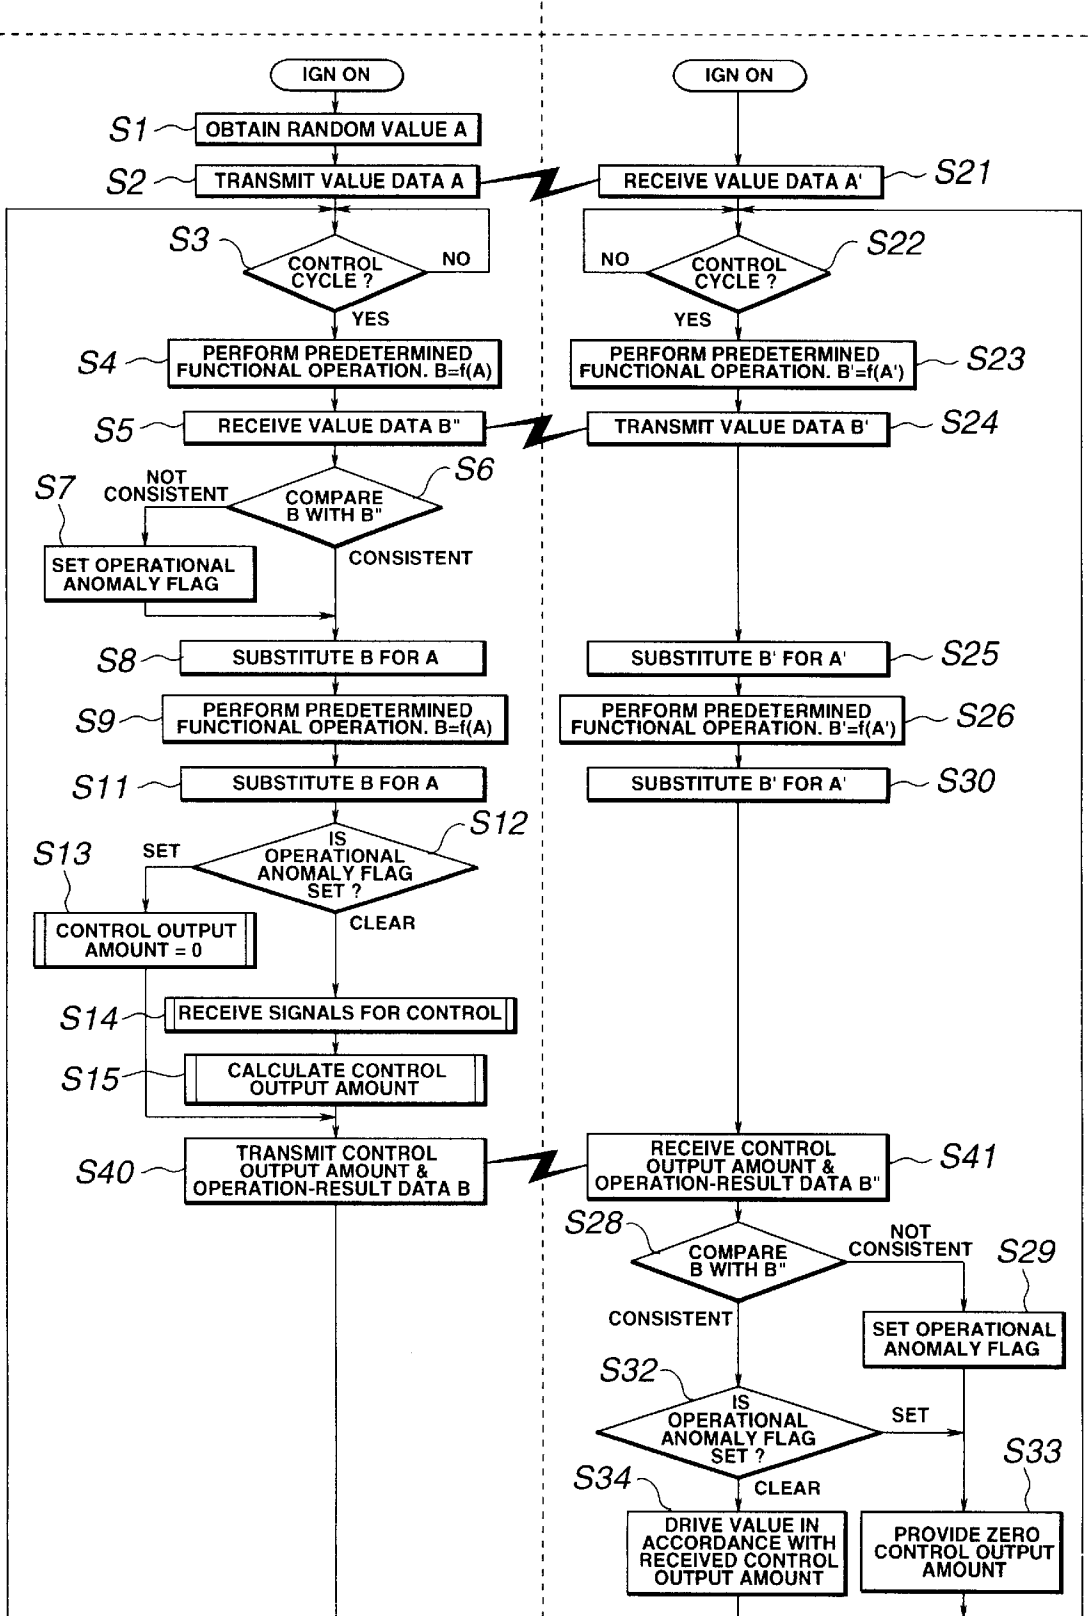 IGN ON
S1
OBTAIN RANDOM VALUE A
S2
TRANSMIT VALUE DATA A
S3
CONTROL
CYCLE ?
NO
YES
S4
PERFORM PREDETERMINED
FUNCTIONAL OPERATION. B=f(A)
S5
RECEIVE VALUE DATA B"
S6
COMPARE
B WITH B"
NOT
CONSISTENT
CONSISTENT
S7
SET OPERATIONAL
ANOMALY FLAG
S8
SUBSTITUTE B FOR A
S9
PERFORM PREDETERMINED
FUNCTIONAL OPERATION. B=f(A)
S11
SUBSTITUTE B FOR A
S12
IS
OPERATIONAL
ANOMALY FLAG
SET ?
SET
CLEAR
S13
CONTROL OUTPUT
AMOUNT = 0
S14
RECEIVE SIGNALS FOR CONTROL
S15
CALCULATE CONTROL
OUTPUT AMOUNT
S40
TRANSMIT CONTROL
OUTPUT AMOUNT &
OPERATION-RESULT DATA B
IGN ON
RECEIVE VALUE DATA A'
S21
S22
CONTROL
CYCLE ?
NO
YES
PERFORM PREDETERMINED
FUNCTIONAL OPERATION. B'=f(A')
S23
TRANSMIT VALUE DATA B'
S24
SUBSTITUTE B' FOR A'
S25
PERFORM PREDETERMINED
FUNCTIONAL OPERATION. B'=f(A')
S26
SUBSTITUTE B' FOR A'
S30
RECEIVE CONTROL
OUTPUT AMOUNT &
OPERATION-RESULT DATA B"
S41
S28
COMPARE
B WITH B"
NOT
CONSISTENT
CONSISTENT
S29
SET OPERATIONAL
ANOMALY FLAG
S32
IS
OPERATIONAL
ANOMALY FLAG
SET ?
SET
CLEAR
S34
DRIVE VALUE IN
ACCORDANCE WITH
RECEIVED CONTROL
OUTPUT AMOUNT
S33
PROVIDE ZERO
CONTROL OUTPUT
AMOUNT